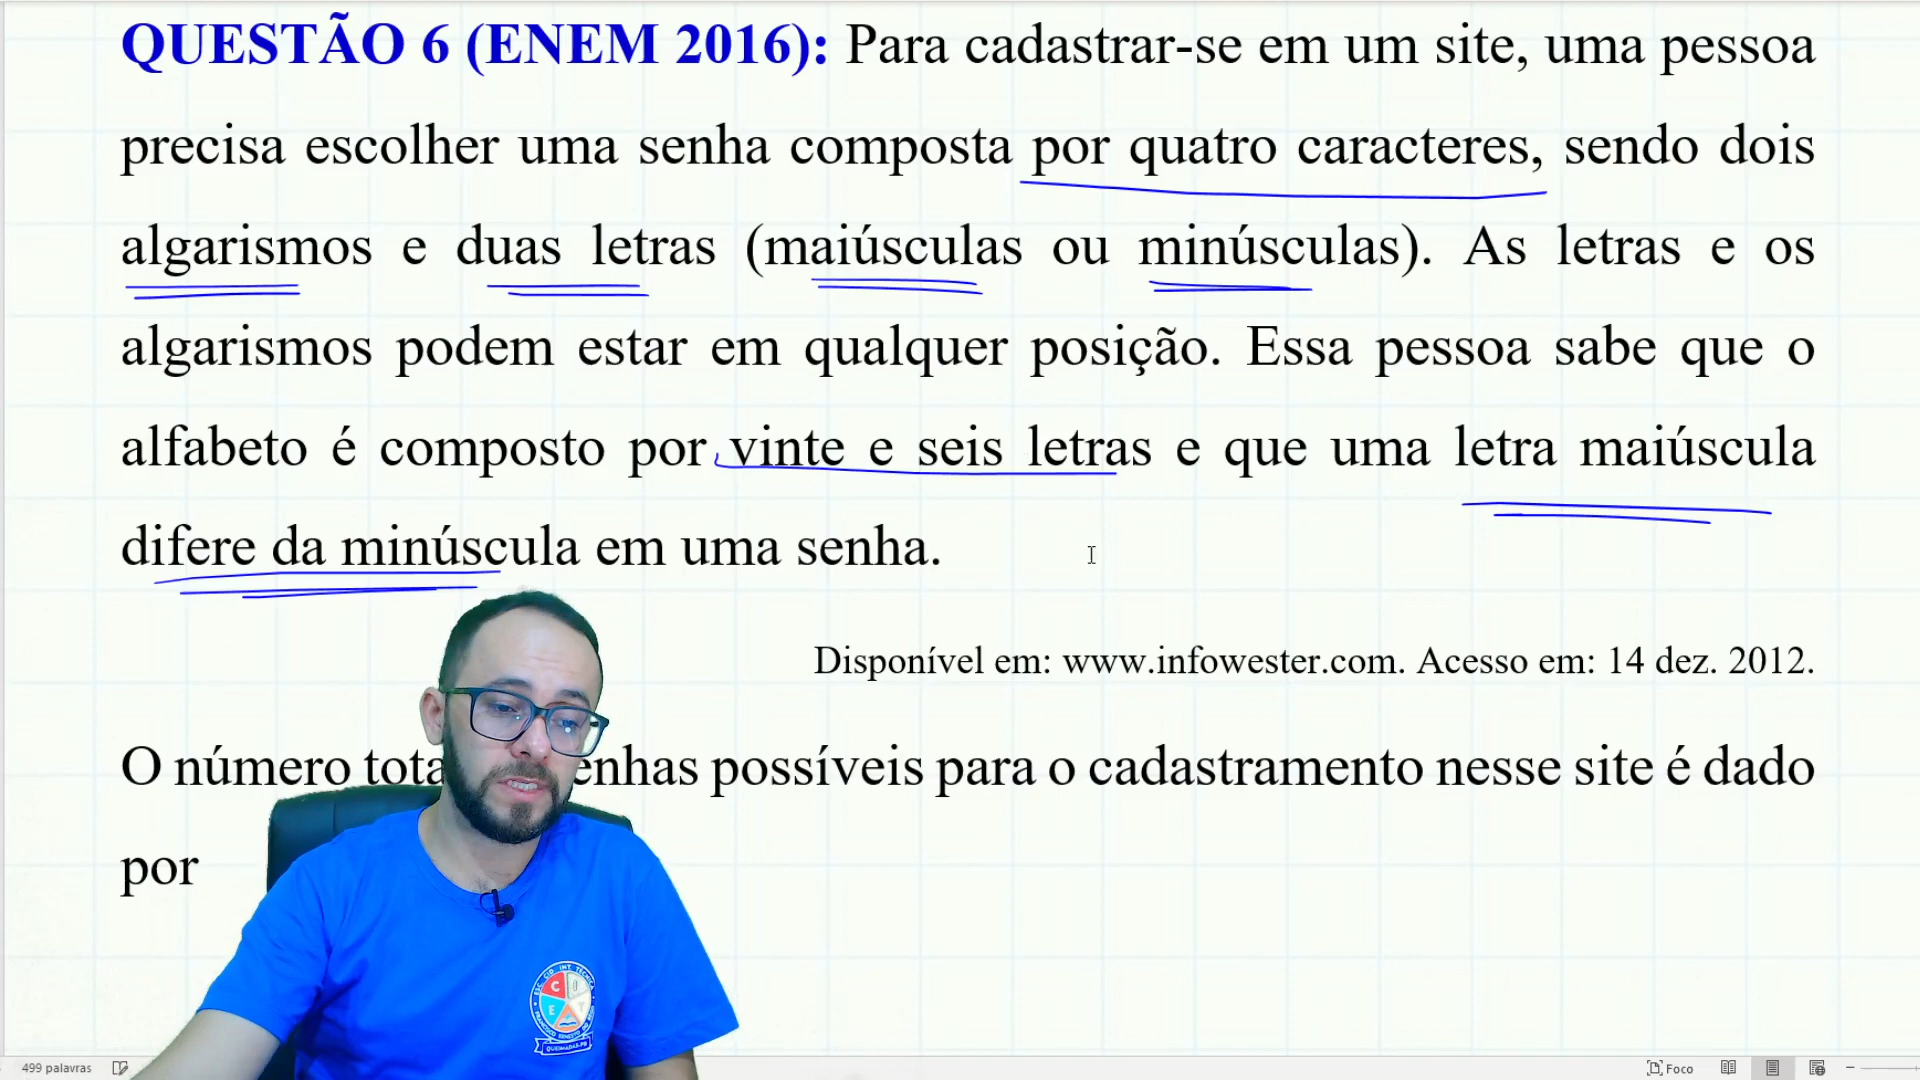 QUESTÃO 6 (ENEM 2016): Para cadastrar-se em um site, uma pessoa
precisa escolher uma senha composta por quatro caracteres, sendo dois
algarismos e duas letras (maiúsculas ou minúsculas). As letras e os
algarismos podem estar em qualquer posição. Essa pessoa sabe que o
alfabeto é composto por vinte e seis letras e que uma letra maiúscula
difere da minúscula em uma senha.
Disponível em: www.infowester.com. Acesso em: 14 dez. 2012.
O número tota enhas possíveis para o cadastramento nesse site é dado
por
C
E
QUEIMADAS-PB
499 palavras
Foco